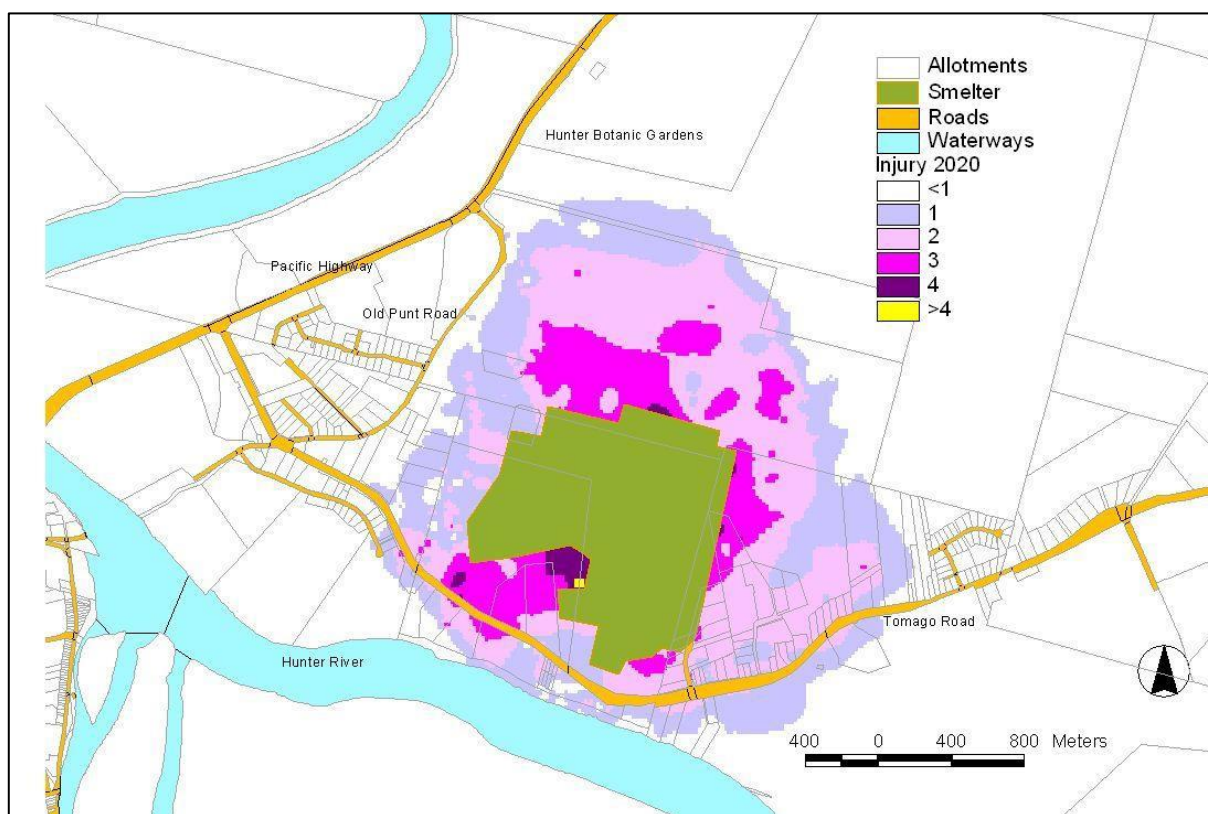 Allotments
Smelter
Roads
Waterways
Injury 2020
<1
1
2
3
4
>4
Hunter Botanic Gardens
Pacific Highway
Old Punt Road
Tomago Road
Hunter River
400 0 400 800 Meters